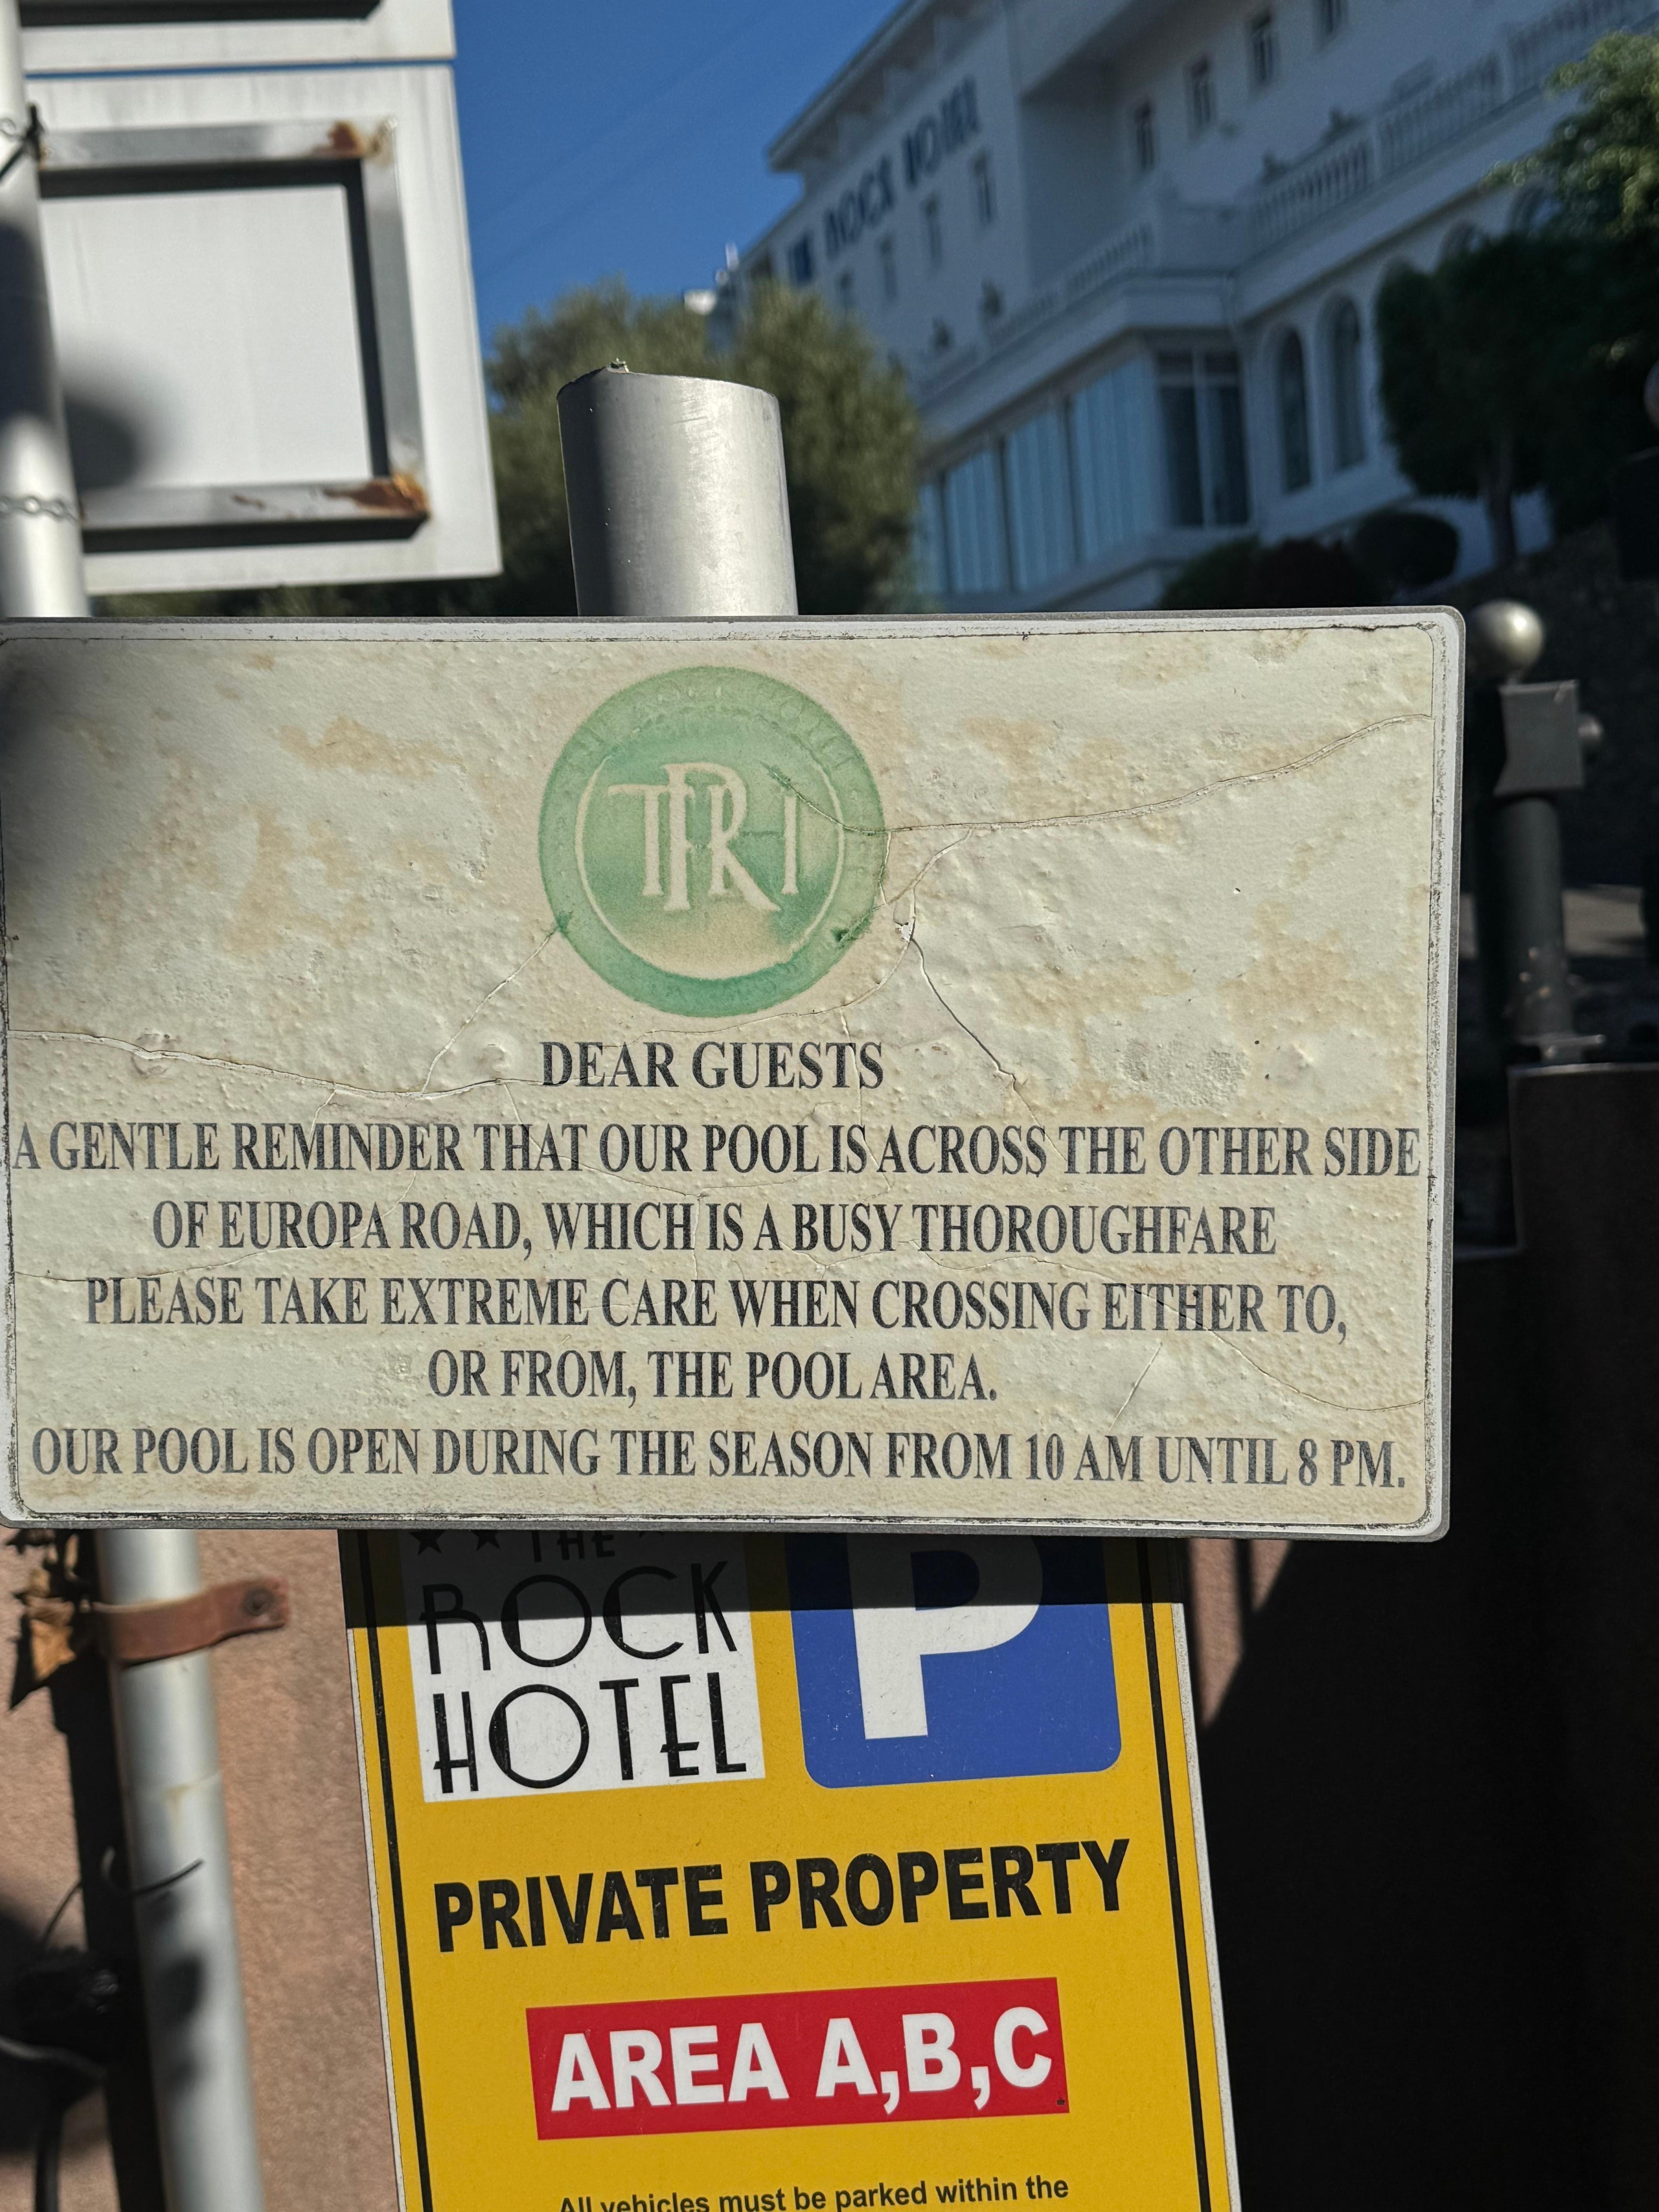 ROCK HOTEL
TRH
DEAR GUESTS
A GENTLE REMINDER THAT OUR POOL IS ACROSS THE OTHER SIDE
OF EUROPA ROAD, WHICH IS A BUSY THOROUGHFARE
PLEASE TAKE EXTREME CARE WHEN CROSSING EITHER TO,
OR FROM, THE POOL AREA.
OUR POOL IS OPEN DURING THE SEASON FROM 10 AM UNTIL 8 PM.
THE
ROCK
HOTEL
P
PRIVATE PROPERTY
AREA A,B,C
All vehicles must be parked within the